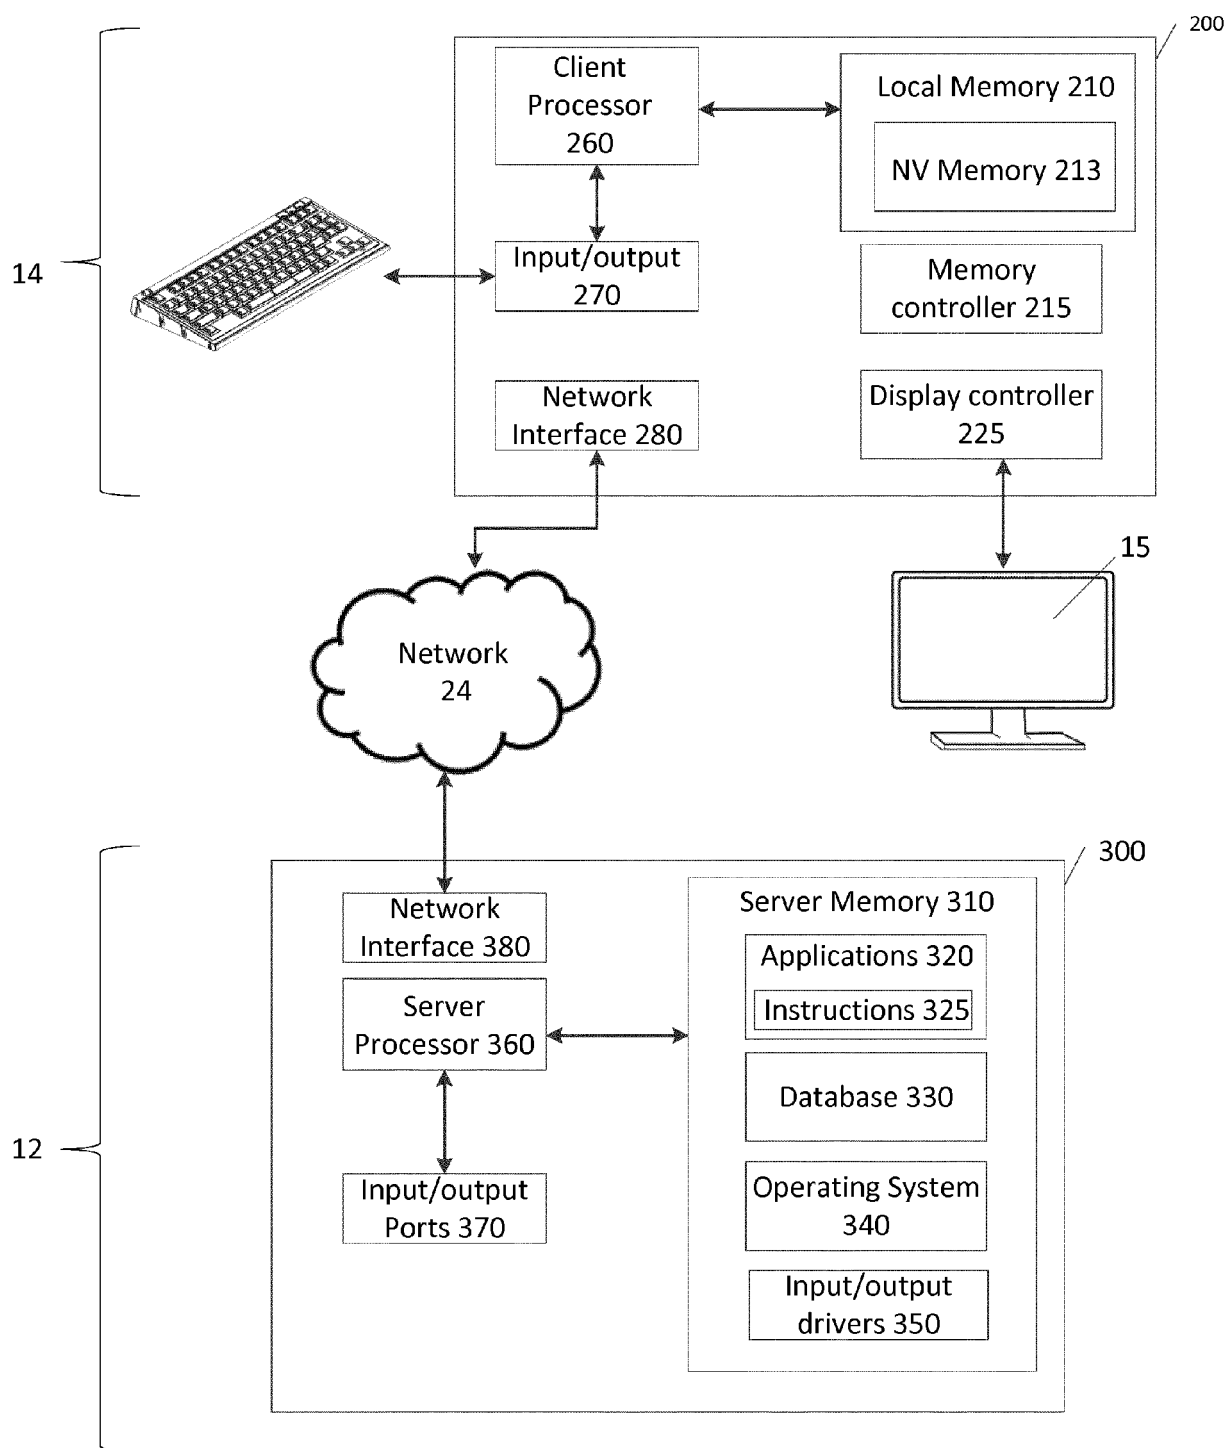 200
14
Client
Processor
260
Local Memory 210
NV Memory 213
Input/output
270
Memory
controller 215
Network
Interface 280
Display controller
225
15
Network
24
12
300
Network
Interface 380
Server
Processor 360
Input/output
Ports 370
Server Memory 310
Applications 320
Instructions 325
Database 330
Operating System
340
Input/output
drivers 350